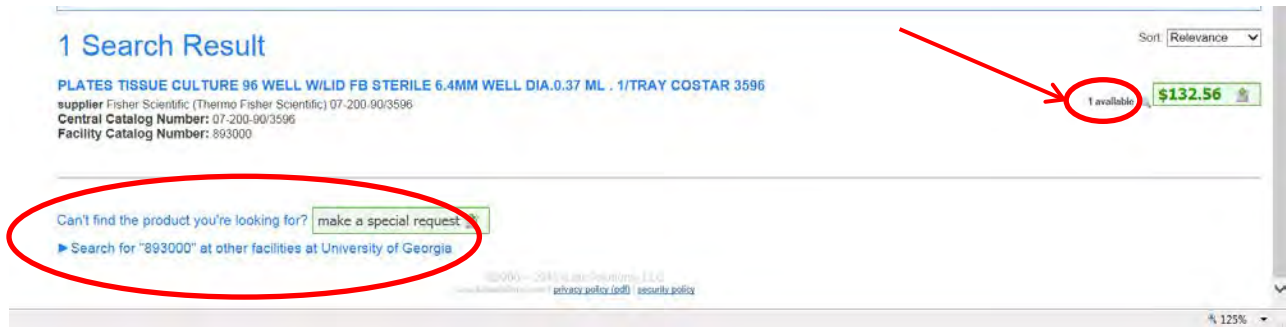 1 Search Result
Sort: Relevance
PLATES TISSUE CULTURE 96 WELL W/LID FB STERILE 6.4MM WELL DIA.0.37 ML . 1/TRAY COSTAR 3596
1 available $132.56
supplier Fisher Scientific (Thermo Fisher Scientific) 07-200-90/3596
Central Catalog Number: 07-200-90/3596
Facility Catalog Number: 893000
Can't find the product you're looking for? make a special request
Search for "893000" at other facilities at University of Georgia
privacy policy (pdf) | security policy
125%